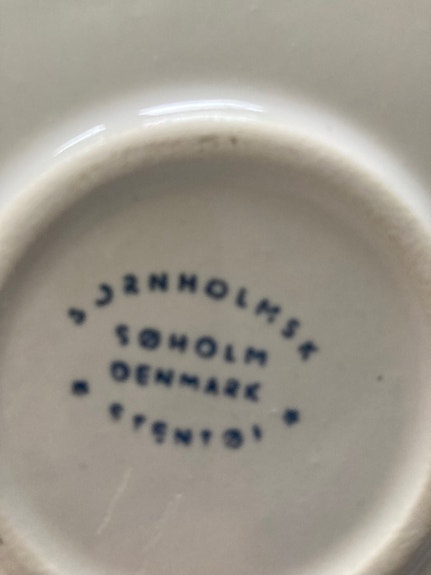 BORNHOLMSK
SØHOLM
DENMARK
* STENTØJ *